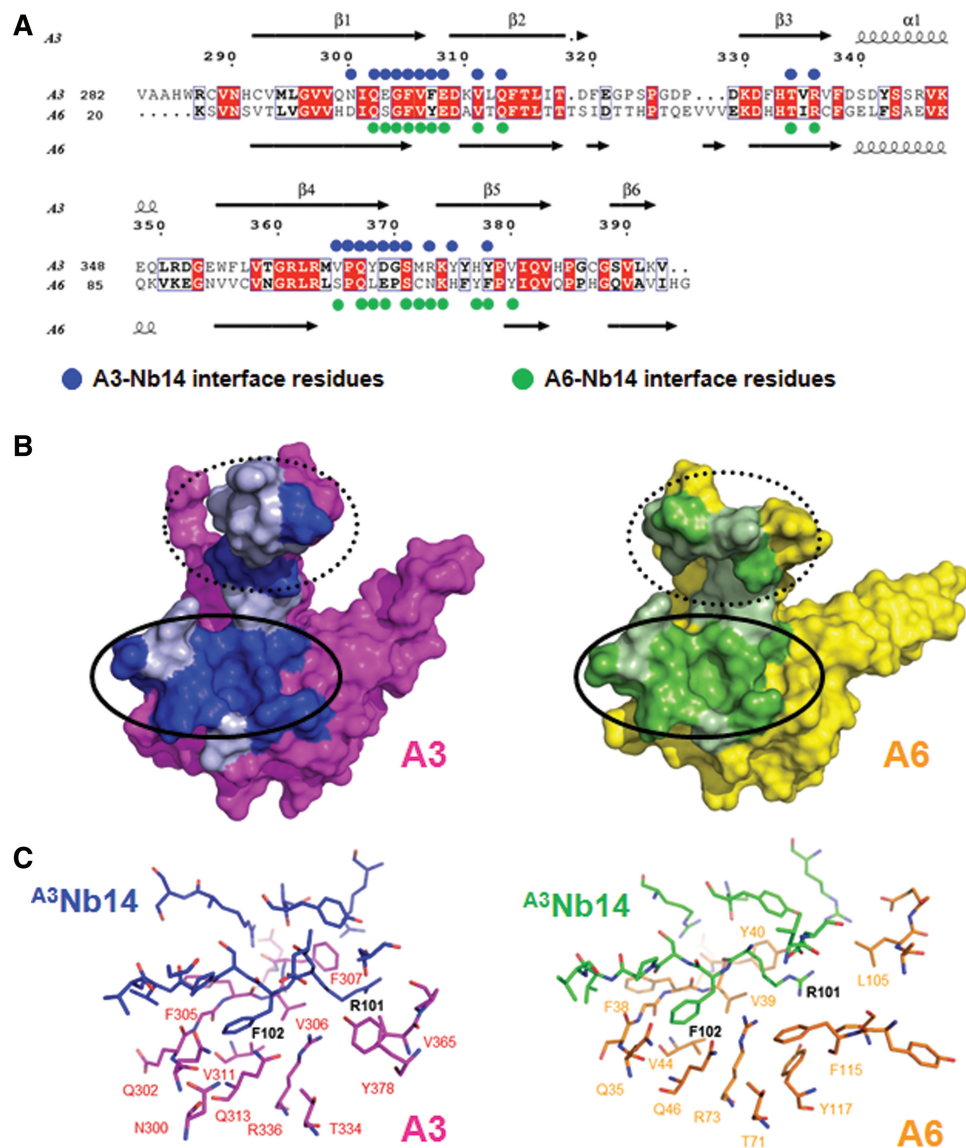 A
A3
β1
β2
β3
α1
290
300
310
320
330
340
A3 282 VAAHWRCVNHCVMLGVVQNIQEGFVFEDKVLQFTLIT.DFEGPSPGDP...DKDFHTVRVFDSDYSSRVK
A6 20 .....KSVNSVTLVGVVHDIQSGFVYEDAVTQFTLTTTSIDTTHPTQEVVVEKDHHTIRCFGELFSAEVK
A6
A3
β4
β5
β6
350
360
370
380
390
A3 348 EQLRDGEWFLVTGRLRMVPQYDGSMRKYYHYPVIQVHPGCGSVLKV..
A6 85 QKVKEGNVVCVNGRLRLSPQLEPSCNKHFYFPYIQVQPPHGQVAVIHG
A6
A3-Nb14 interface residues
A6-Nb14 interface residues
B
A3
A6
C
A3Nb14
F307
R101
F305
F102
V306
V365
V311
Q302
Y378
Q313
N300
R336
T334
A3
A3Nb14
Y40
L105
R101
F38
V39
F102
V44
F115
Q35
Q46
R73
Y117
T71
A6